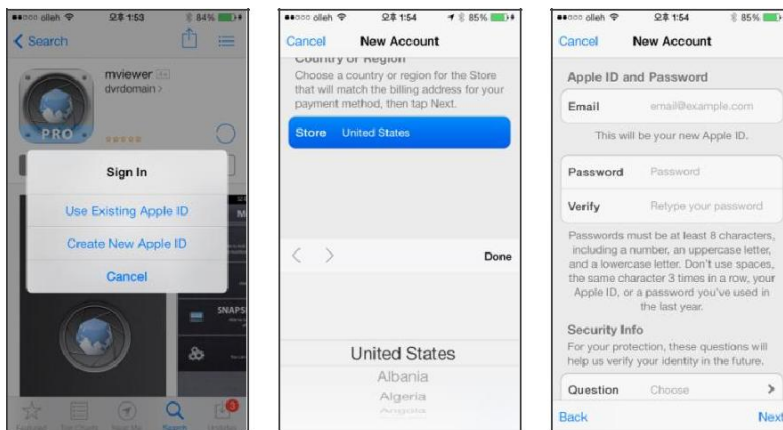 olleh 오후 1:53 84%
Search
mviewer 4+
dvrdomain >
PRO
Sign In
Use Existing Apple ID
Create New Apple ID
Cancel
SNAPS
Search
3
olleh 오후 1:54 85%
Cancel New Account
Country or Region
Choose a country or region for the Store
that will match the billing address for your
payment method, then tap Next.
Store United States
Done
United States
Albania
Algeria
Angola
olleh 오후 1:54 85%
Cancel New Account
Apple ID and Password
Email email@example.com
This will be your new Apple ID.
Password Password
Verify Retype your password
Passwords must be at least 8 characters,
including a number, an uppercase letter,
and a lowercase letter. Don't use spaces,
the same character 3 times in a row, your
Apple ID, or a password you've used in
the last year.
Security Info
For your protection, these questions will
help us verify your identity in the future.
Question Choose >
Back Next